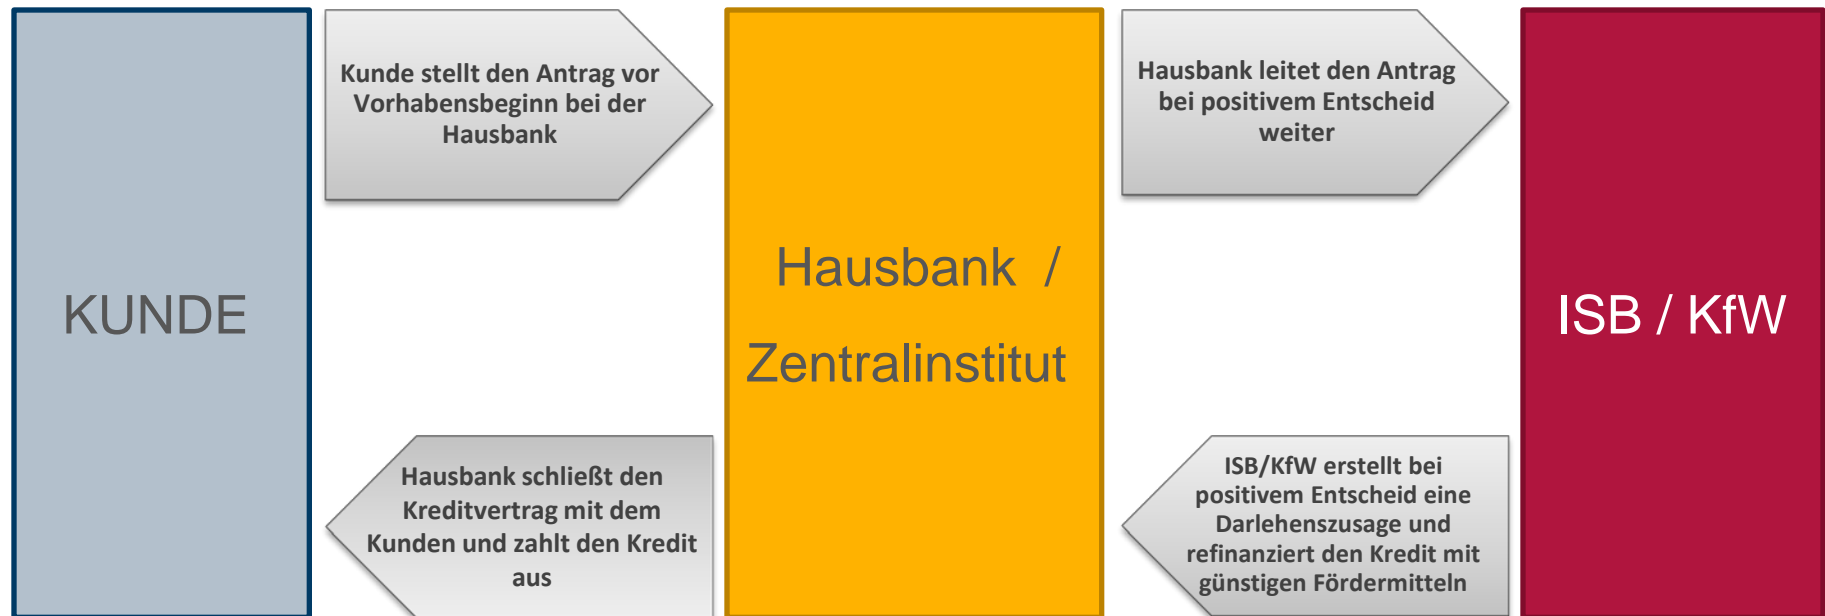 KUNDE
Kunde stellt den Antrag vor
Vorhabensbeginn bei der
Hausbank
Hausbank schließt den
Kreditvertrag mit dem
Kunden und zahlt den Kredit
aus
Hausbank /
Zentralinstitut
Hausbank leitet den Antrag
bei positivem Entscheid
weiter
ISB/KfW erstellt bei
positivem Entscheid eine
Darlehenszusage und
refinanziert den Kredit mit
günstigen Fördermitteln
ISB / KfW